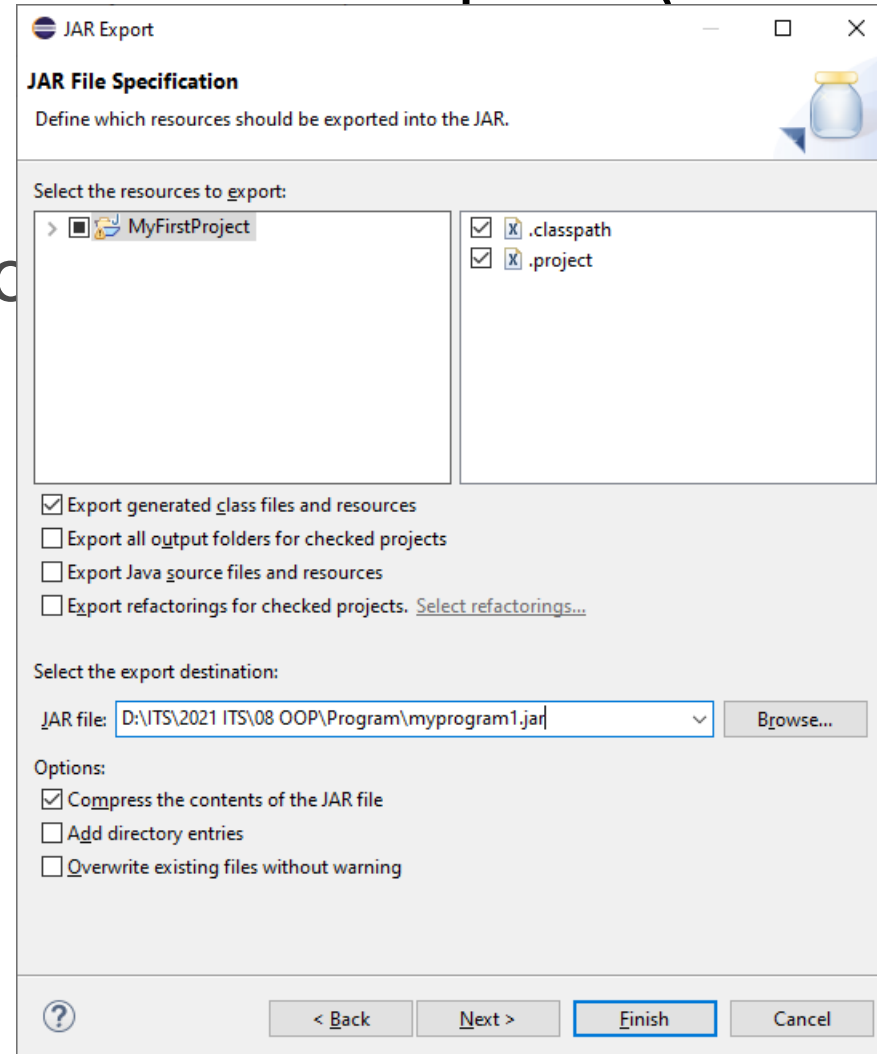 JAR Export
JAR File Specification
Define which resources should be exported into the JAR.
Select the resources to export:
MyFirstProject
.classpath
.project
Export generated class files and resources
Export all output folders for checked projects
Export Java source files and resources
Export refactorings for checked projects. Select refactorings...
Select the export destination:
JAR file: D:\ITS\2021 ITS\08 OOP\Program\myprogram1.jar Browse...
Options:
Compress the contents of the JAR file
Add directory entries
Overwrite existing files without warning
? < Back Next > Finish Cancel